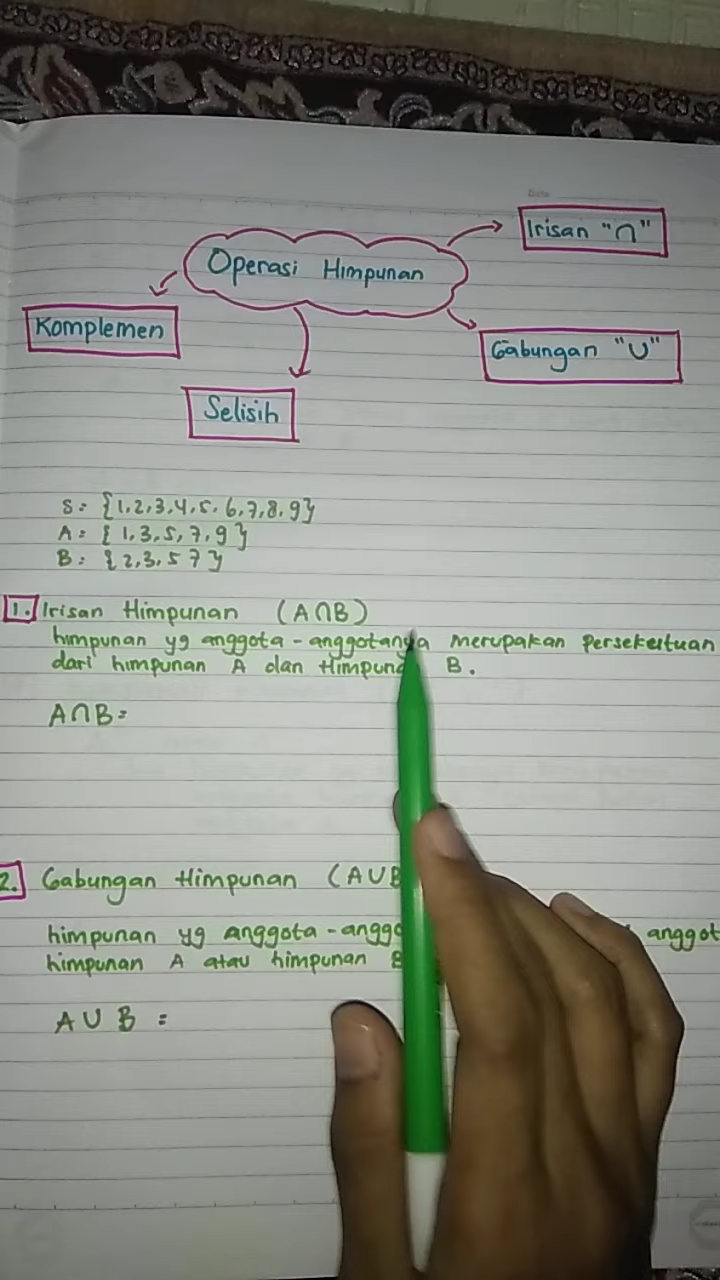 Date
Irisan "∩"
Operasi Himpunan
Komplemen
Gabungan "∪"
Selisih
S = {1,2,3,4,5,6,7,8,9}
A = {1,3,5,7,9}
B = {2,3,5 7}
1. Irisan Himpunan (A∩B)
himpunan yg anggota-anggotanya merupakan persekutuan
dari himpunan A dan Himpun B.
A∩B =
2. Gabungan Himpunan (A∪B
himpunan yg anggota-anggo anggot
himpunan A atau himpunan B
A ∪ B =